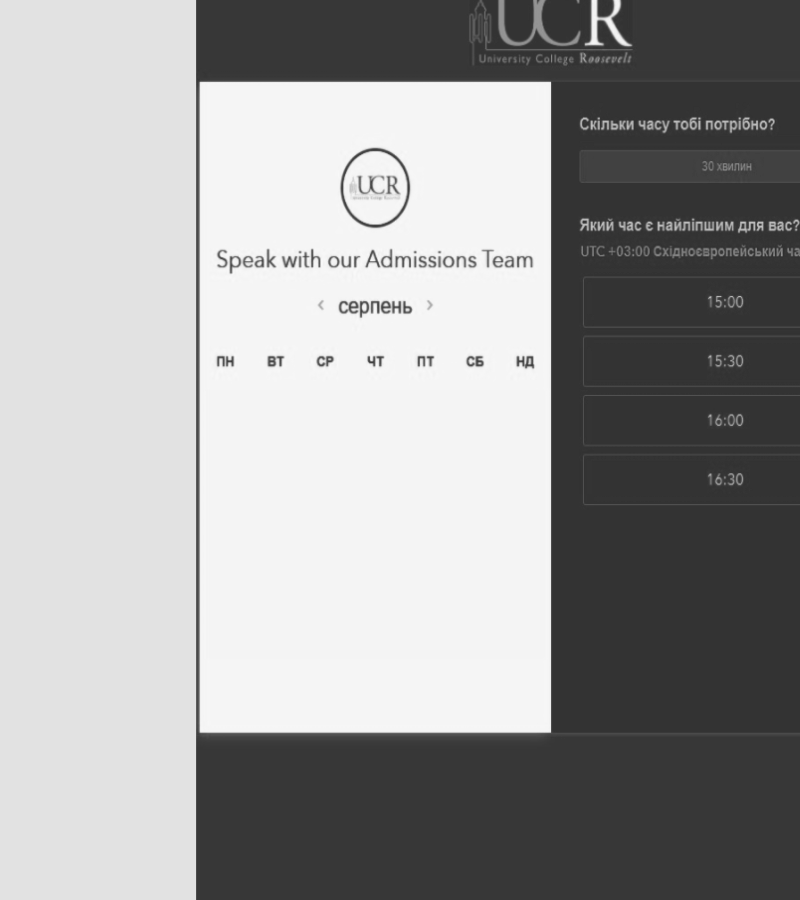 UCR
University College Roosevelt
UCR
Speak with our Admissions Team
серпень
ПН ВТ СР ЧТ ПТ СБ НД
Скільки часу тобі потрібно?
30 хвилин
Який час є найліпшим для вас?
UTC +03:00 Східноєвропейський
15:00
15:30
16:00
16:30